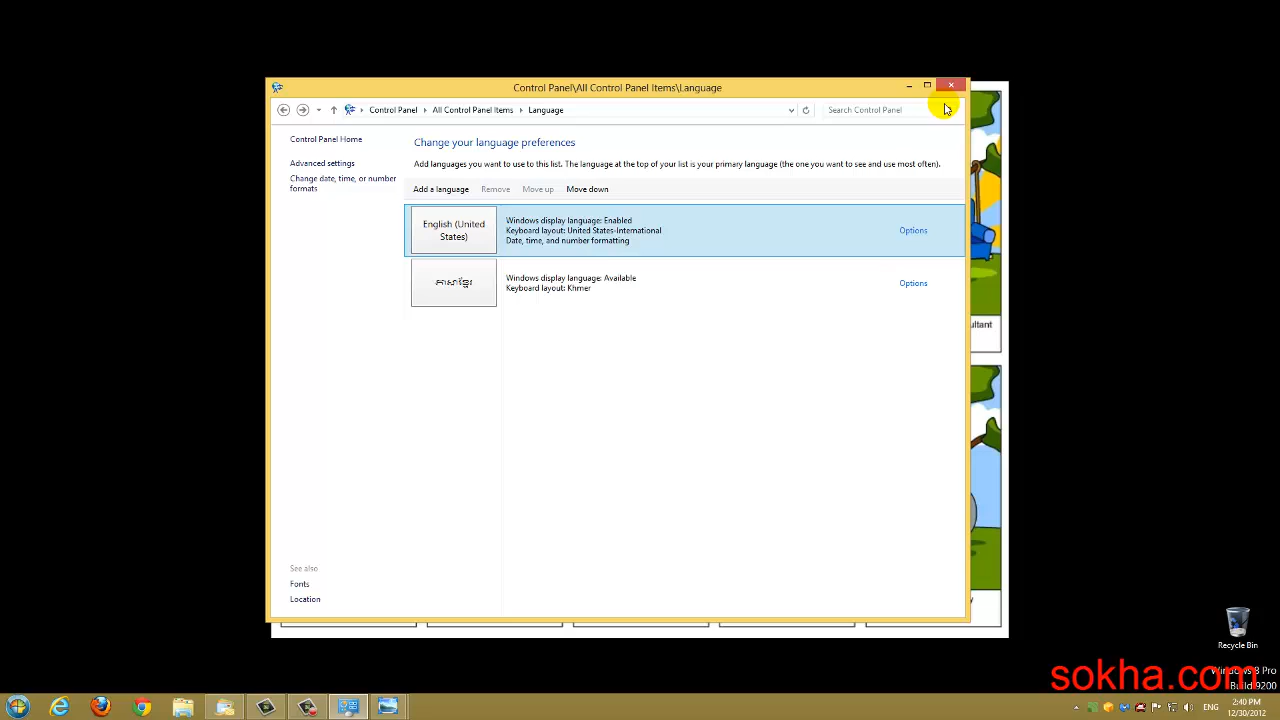 Control Panel\All Control Panel Items\Language
Control Panel All Control Panel Items Language
Search Control Panel
Control Panel Home
Advanced settings
Change date, time, or number
formats
Change your language preferences
Add languages you want to use to this list. The language at the top of your list is your primary language (the one you want to see and use most often).
Add a language Remove Move up Move down
English (United
States)
Windows display language: Enabled
Keyboard layout: United States-International
Date, time, and number formatting
Options
ភាសាខ្មែរ
Windows display language: Available
Keyboard layout: Khmer
Options
ultant
See also
Fonts
Location
y
Recycle Bin
Windows 8 Pro
Build 9200
sokha.com
ENG
2:40 PM
12/30/2012